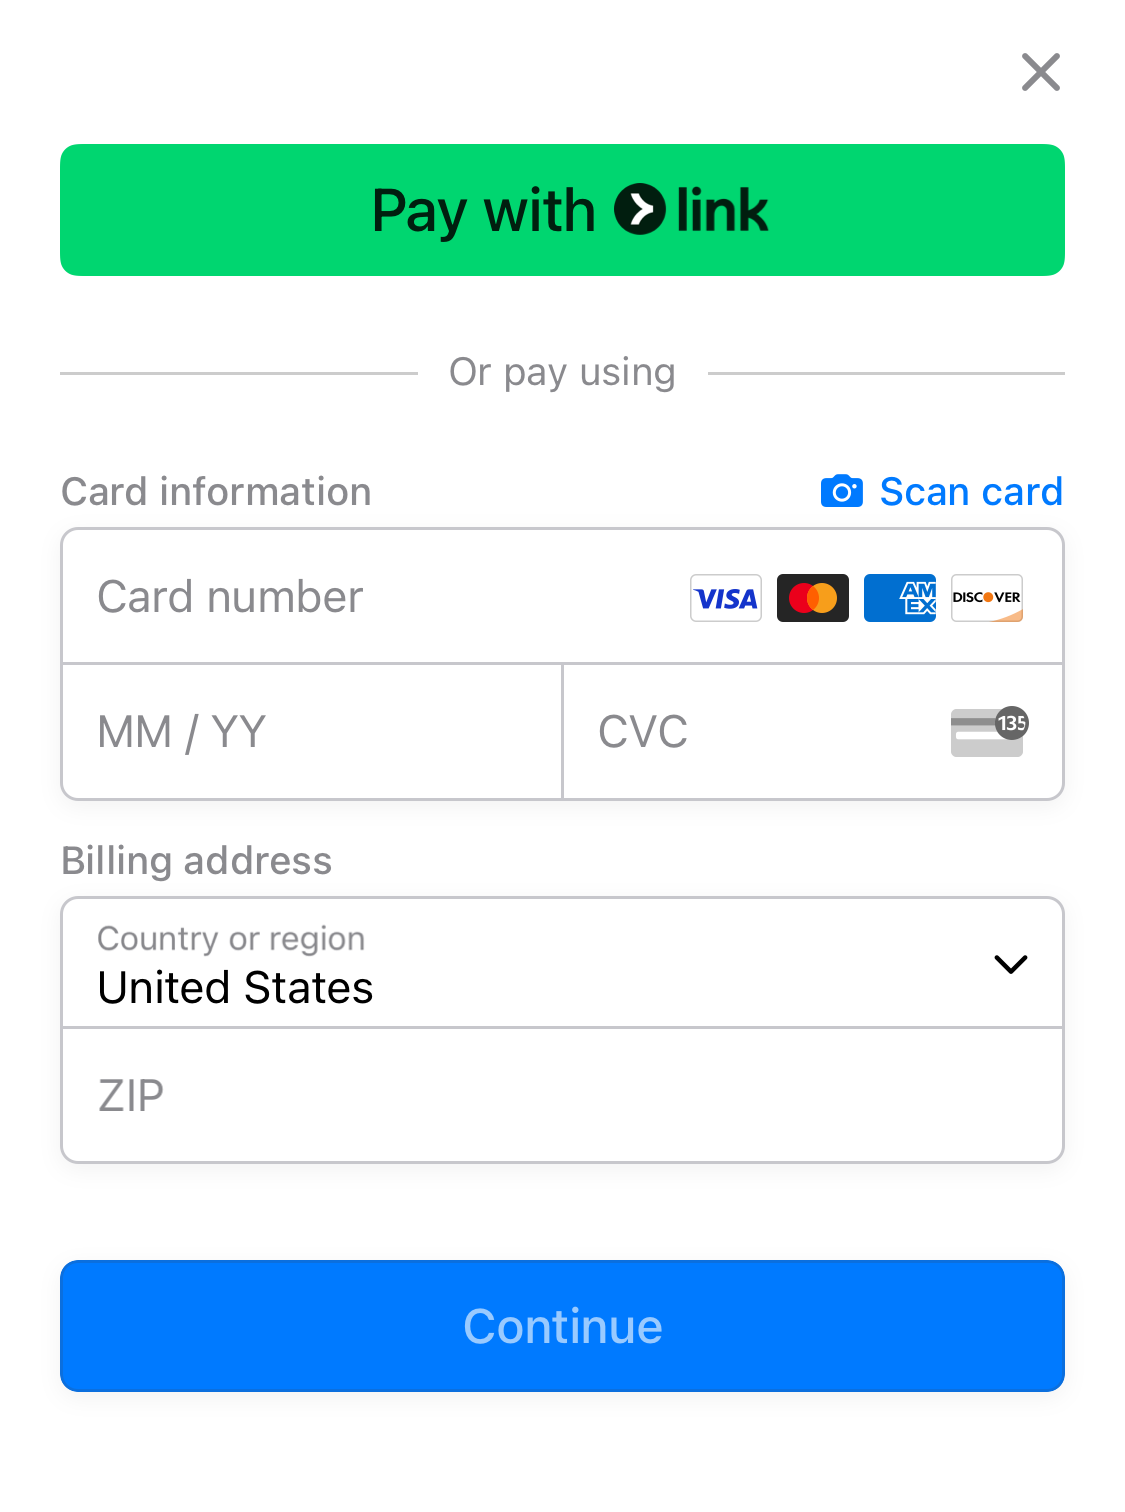 Pay with link
Or pay using
Card information Scan card
Card number VISA AM EX DISCOVER
MM / YY CVC 135
Billing address
Country or region
United States
ZIP
Continue